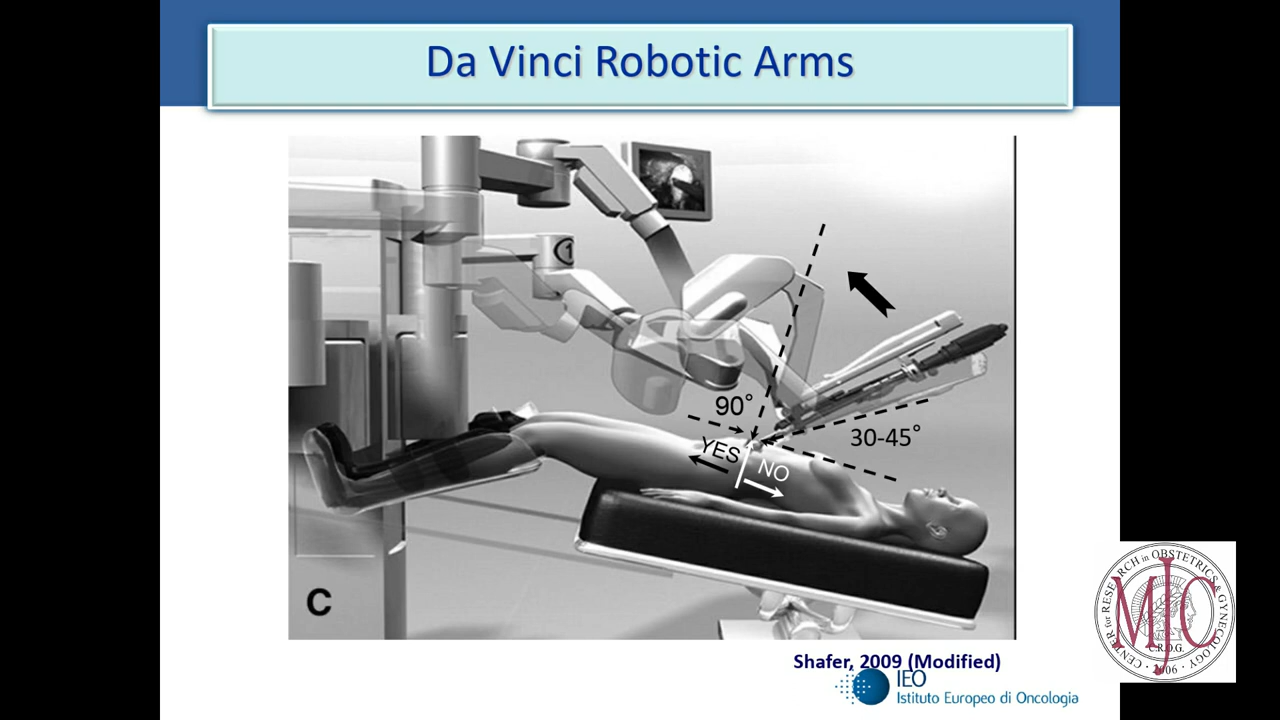 Da Vinci Robotic Arms
1
90°
30-45°
YES
NO
C
Shafer, 2009 (Modified)
IEO
Istituto Europeo di Oncologia
CENTER for RESEARCH in OBSTETRICS & GYNECOLOGY
MJC
C.R.O.G.
2006